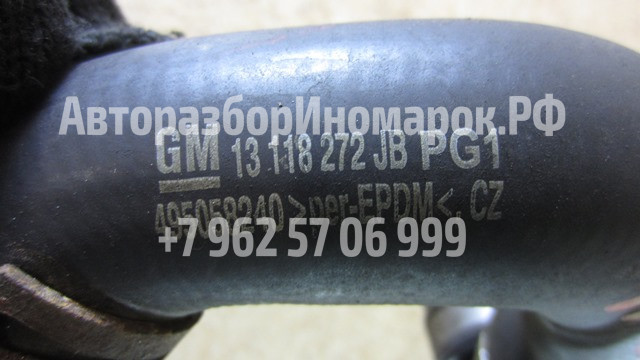 АвторазборИномарок.РФ
GM 13 118 272 JB PG1
495058240 >per-EPDM<. CZ
+7 962 57 06 999